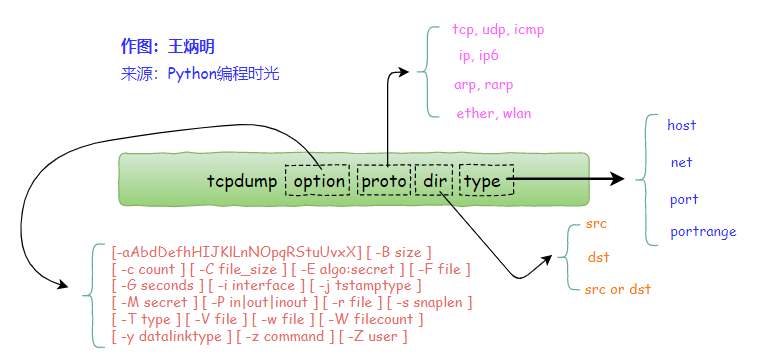 作图：王炳明
来源：Python编程时光
tcp, udp, icmp
ip, ip6
arp, rarp
ether, wlan
tcpdump option proto dir type
host
net
port
portrange
src
dst
src or dst
[-aAbdDefhHIJKlLnNOpqRStuUvxX] [ -B size ]
[ -c count ] [ -C file_size ] [ -E algo:secret ] [ -F file ]
[ -G seconds ] [ -i interface ] [ -j tstamptype ]
[ -M secret ] [ -P in|out|inout ] [ -r file ] [ -s snaplen ]
[ -T type ] [ -V file ] [ -w file ] [ -W filecount ]
[ -y datalinktype ] [ -z command ] [ -Z user ]